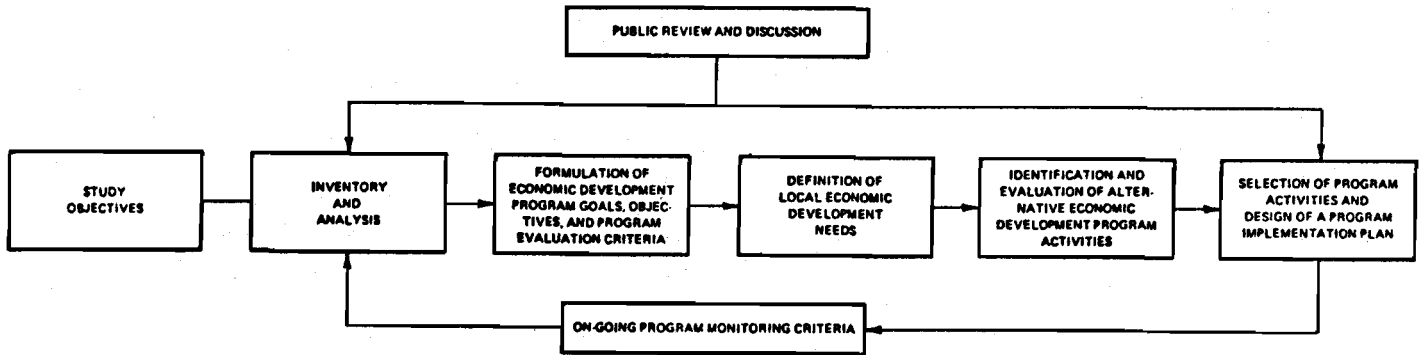 PUBLIC REVIEW AND DISCUSSION
STUDY
OBJECTIVES
INVENTORY
AND
ANALYSIS
FORMULATION OF
ECONOMIC DEVELOPMENT
PROGRAM GOALS, OBJEC-
TIVES, AND PROGRAM
EVALUATION CRITERIA
DEFINITION OF
LOCAL ECONOMIC
DEVELOPMENT
NEEDS
IDENTIFICATION AND
EVALUATION OF ALTER-
NATIVE ECONOMIC
DEVELOPMENT PROGRAM
ACTIVITIES
SELECTION OF PROGRAM
ACTIVITIES AND
DESIGN OF A PROGRAM
IMPLEMENTATION PLAN
ON-GOING PROGRAM MONITORING CRITERIA